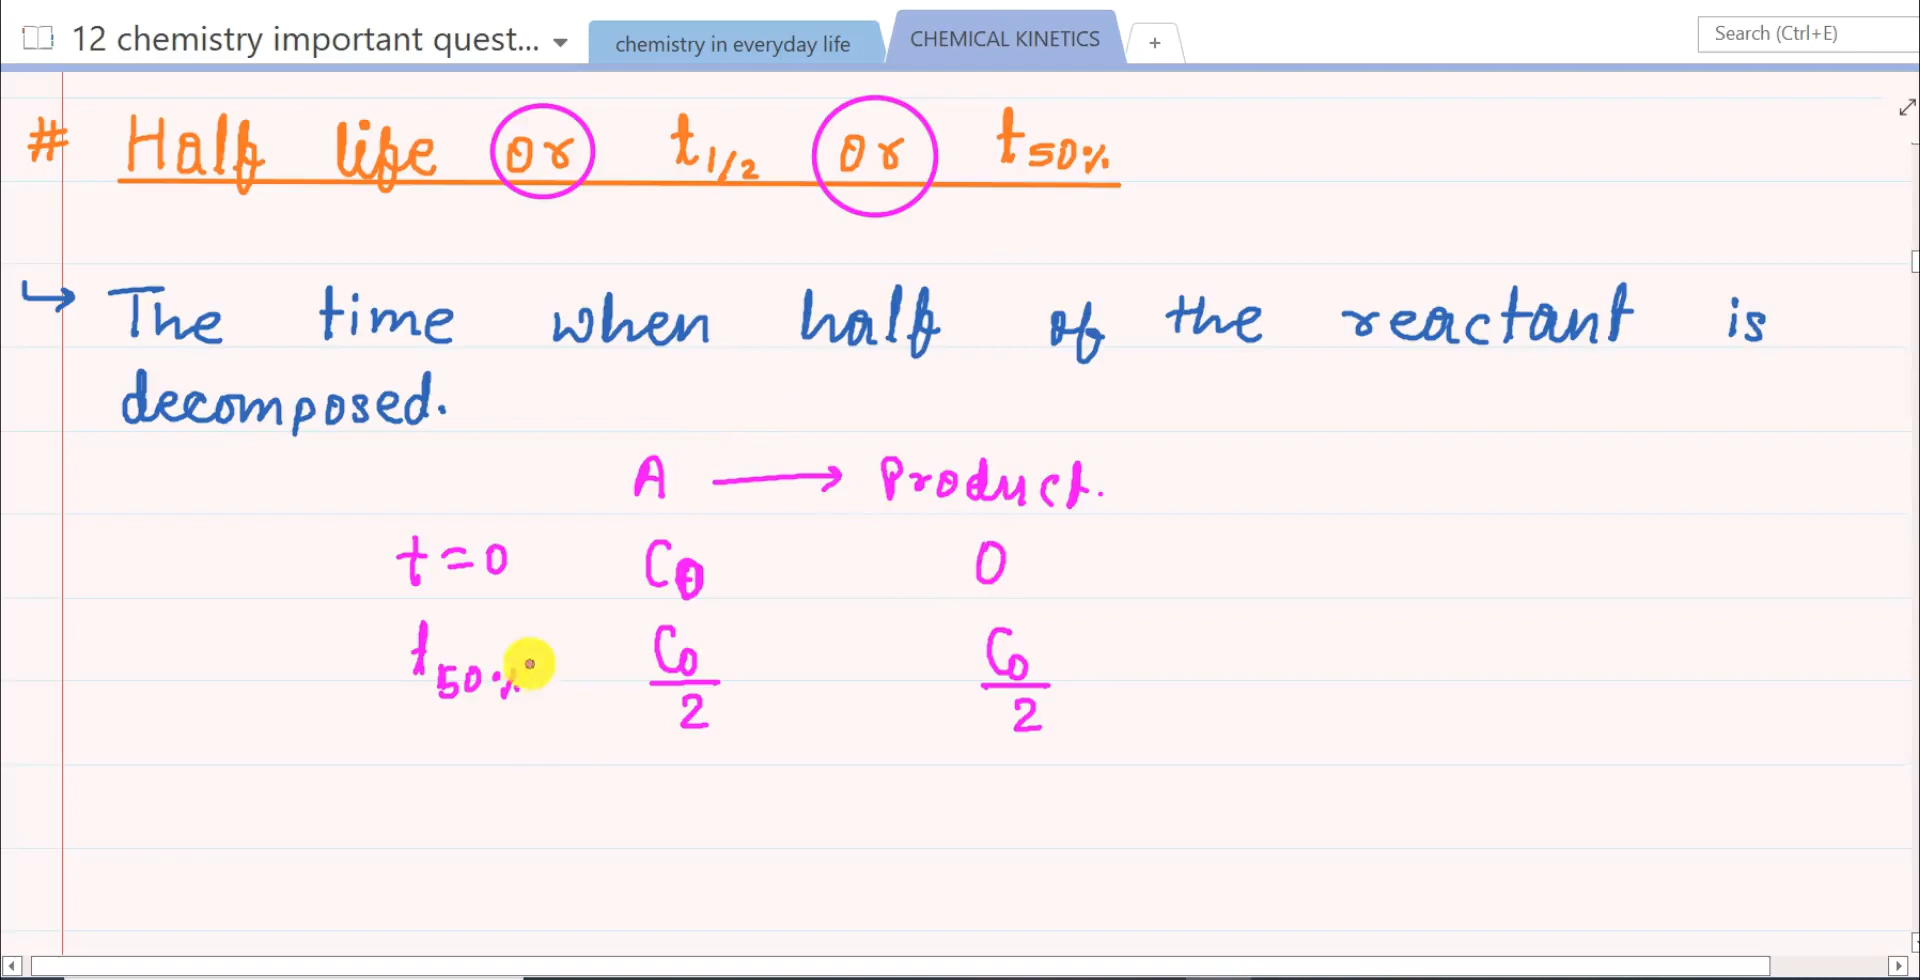 12 chemistry important quest...
chemistry in everyday life
CHEMICAL KINETICS
+
Search (Ctrl+E)
# Half life or t1/2 or t50%
↳ The time when half of the reactant is
decomposed.
A ⟶ Product.
t=0 C0 0
t50% C0/2 C0/2